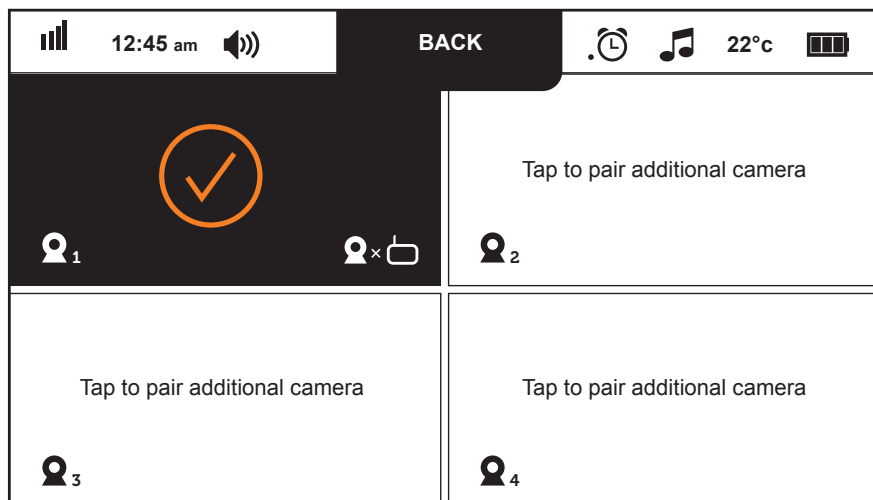 12:45 am BACK 22°c
Tap to pair additional camera
1 × 2
Tap to pair additional camera Tap to pair additional camera
3 4